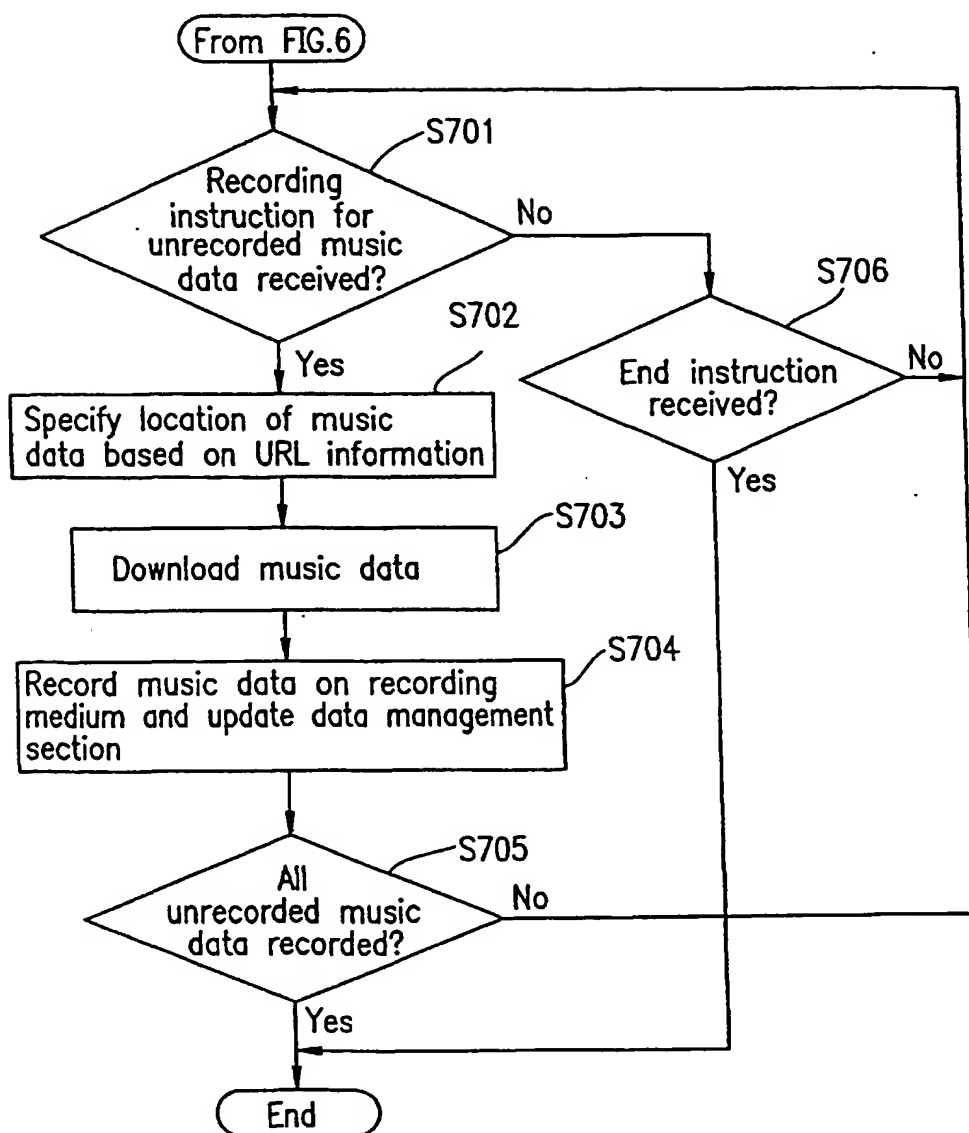 From FIG.6
S701
Recording
instruction for
unrecorded music
data received?
No
S706
S702
Yes
End instruction
received?
No
Specify location of music
data based on URL information
Yes
S703
Download music data
S704
Record music data on recording
medium and update data management
section
S705
All
unrecorded music
data recorded?
No
Yes
End